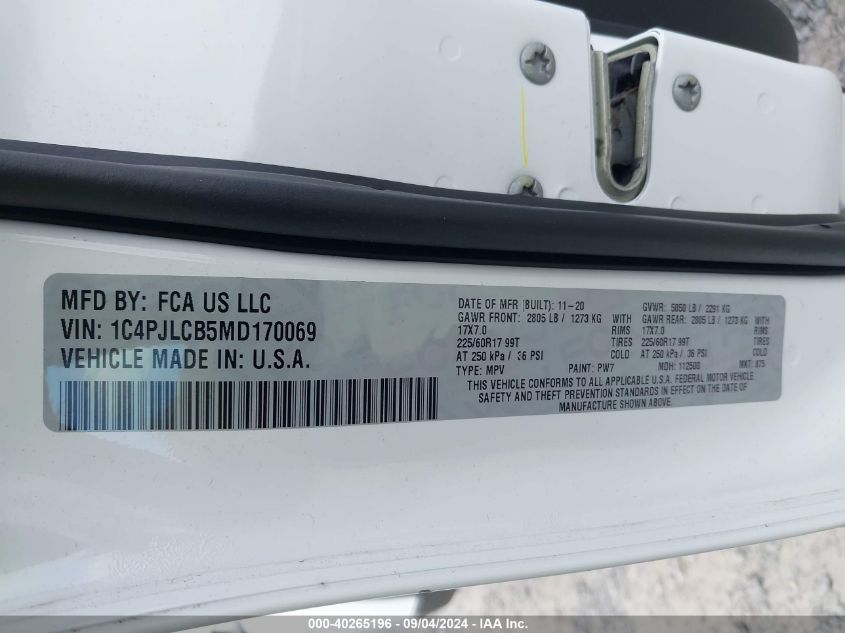 MFD BY: FCA US LLC
VIN: 1C4PJLCB5MD170069
VEHICLE MADE IN: U.S.A.
DATE OF MFR (BUILT): 11-20
GVWR: 5050 LB / 2291 KG
GAWR FRONT: 2805 LB / 1273 KG
GAWR REAR: 2805 LB / 1273 KG
17X7.0 RIMS 17X7.0 RIMS
225/60R17 99T TIRES 225/60R17 99T TIRES
AT 250 kPa / 36 PSI COLD AT 250 kPa / 36 PSI COLD
TYPE: MPV PAINT: PW7 MDH: 112500 MKT: 875
THIS VEHICLE CONFORMS TO ALL APPLICABLE U.S.A. FEDERAL MOTOR VEHICLE
SAFETY AND THEFT PREVENTION STANDARDS IN EFFECT ON THE DATE OF
MANUFACTURE SHOWN ABOVE.
000-40265196 - 09/04/2024 - IAA Inc.